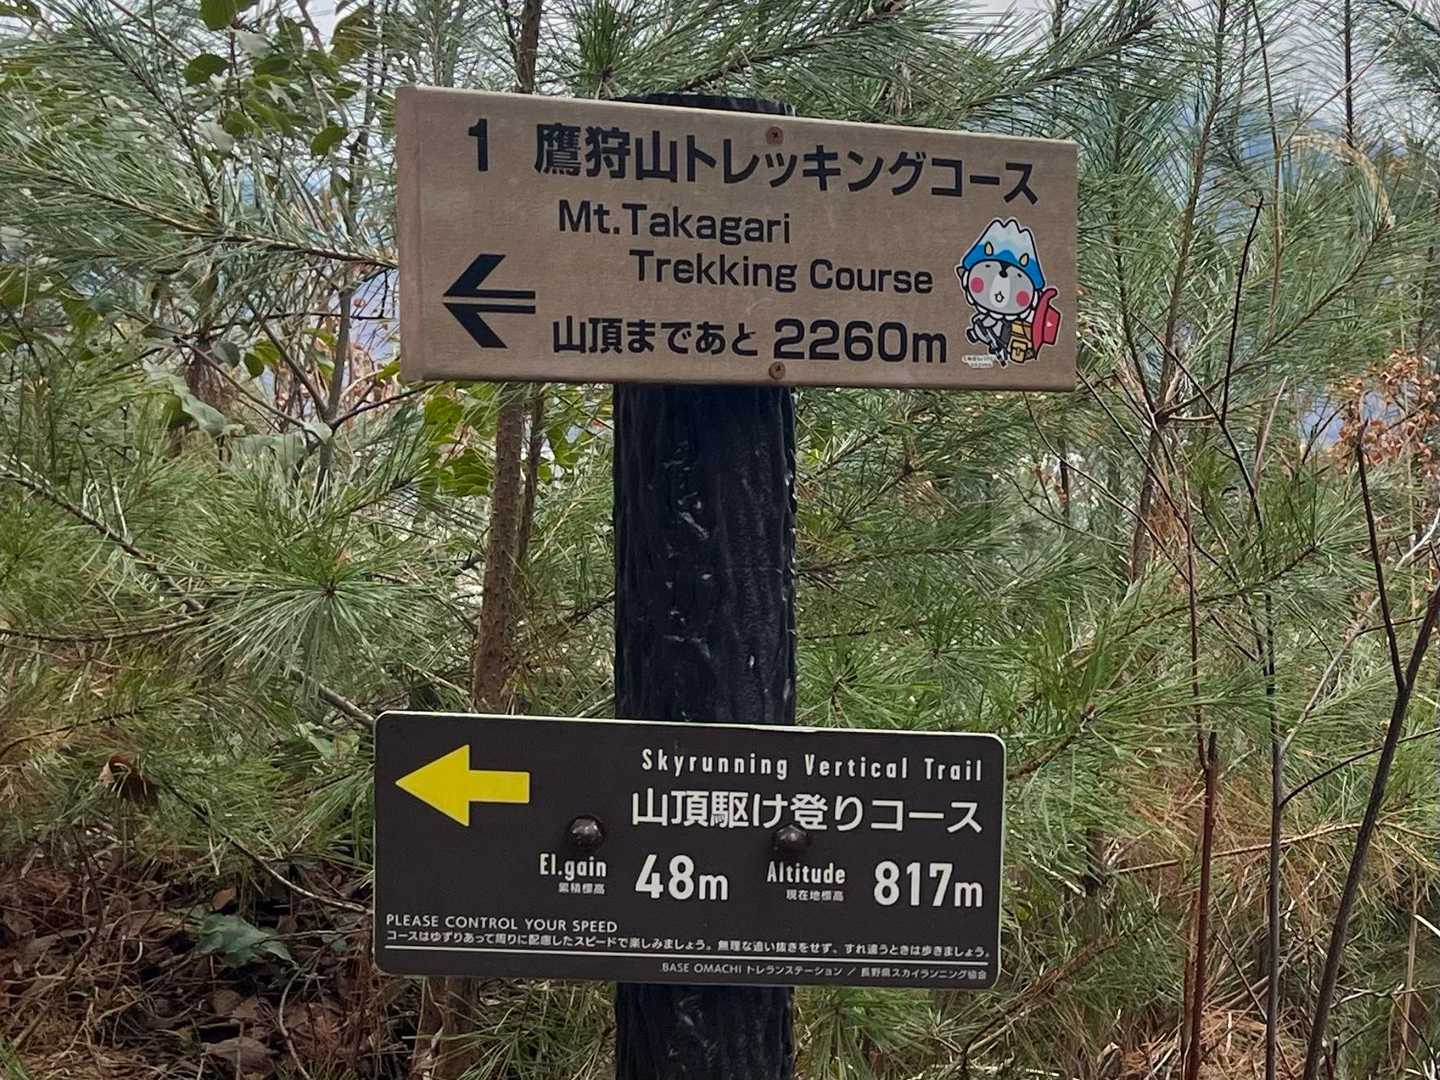 1 鷹狩山トレッキングコース
Mt.Takagari
Trekking Course
山頂まであと 2260m
Skyrunning Vertical Trail
山頂駆け登りコース
El.gain 48m Altitude 817m
累積標高 現在地標高
PLEASE CONTROL YOUR SPEED
コースはゆずりあって周りに配慮したスピードで楽しみましょう。無理な追い抜きをせず、すれ違うときは歩きましょう。
.BASE OMACHI トレランステーション / 長野県スカイランニング協会